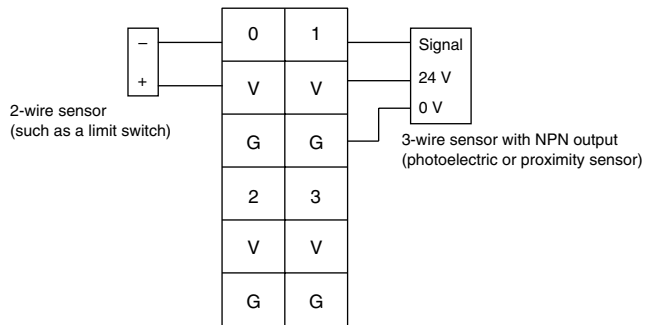 –
+
2-wire sensor
(such as a limit switch)
0 1
V V
G G
2 3
V V
G G
Signal
24 V
0 V
3-wire sensor with NPN output
(photoelectric or proximity sensor)